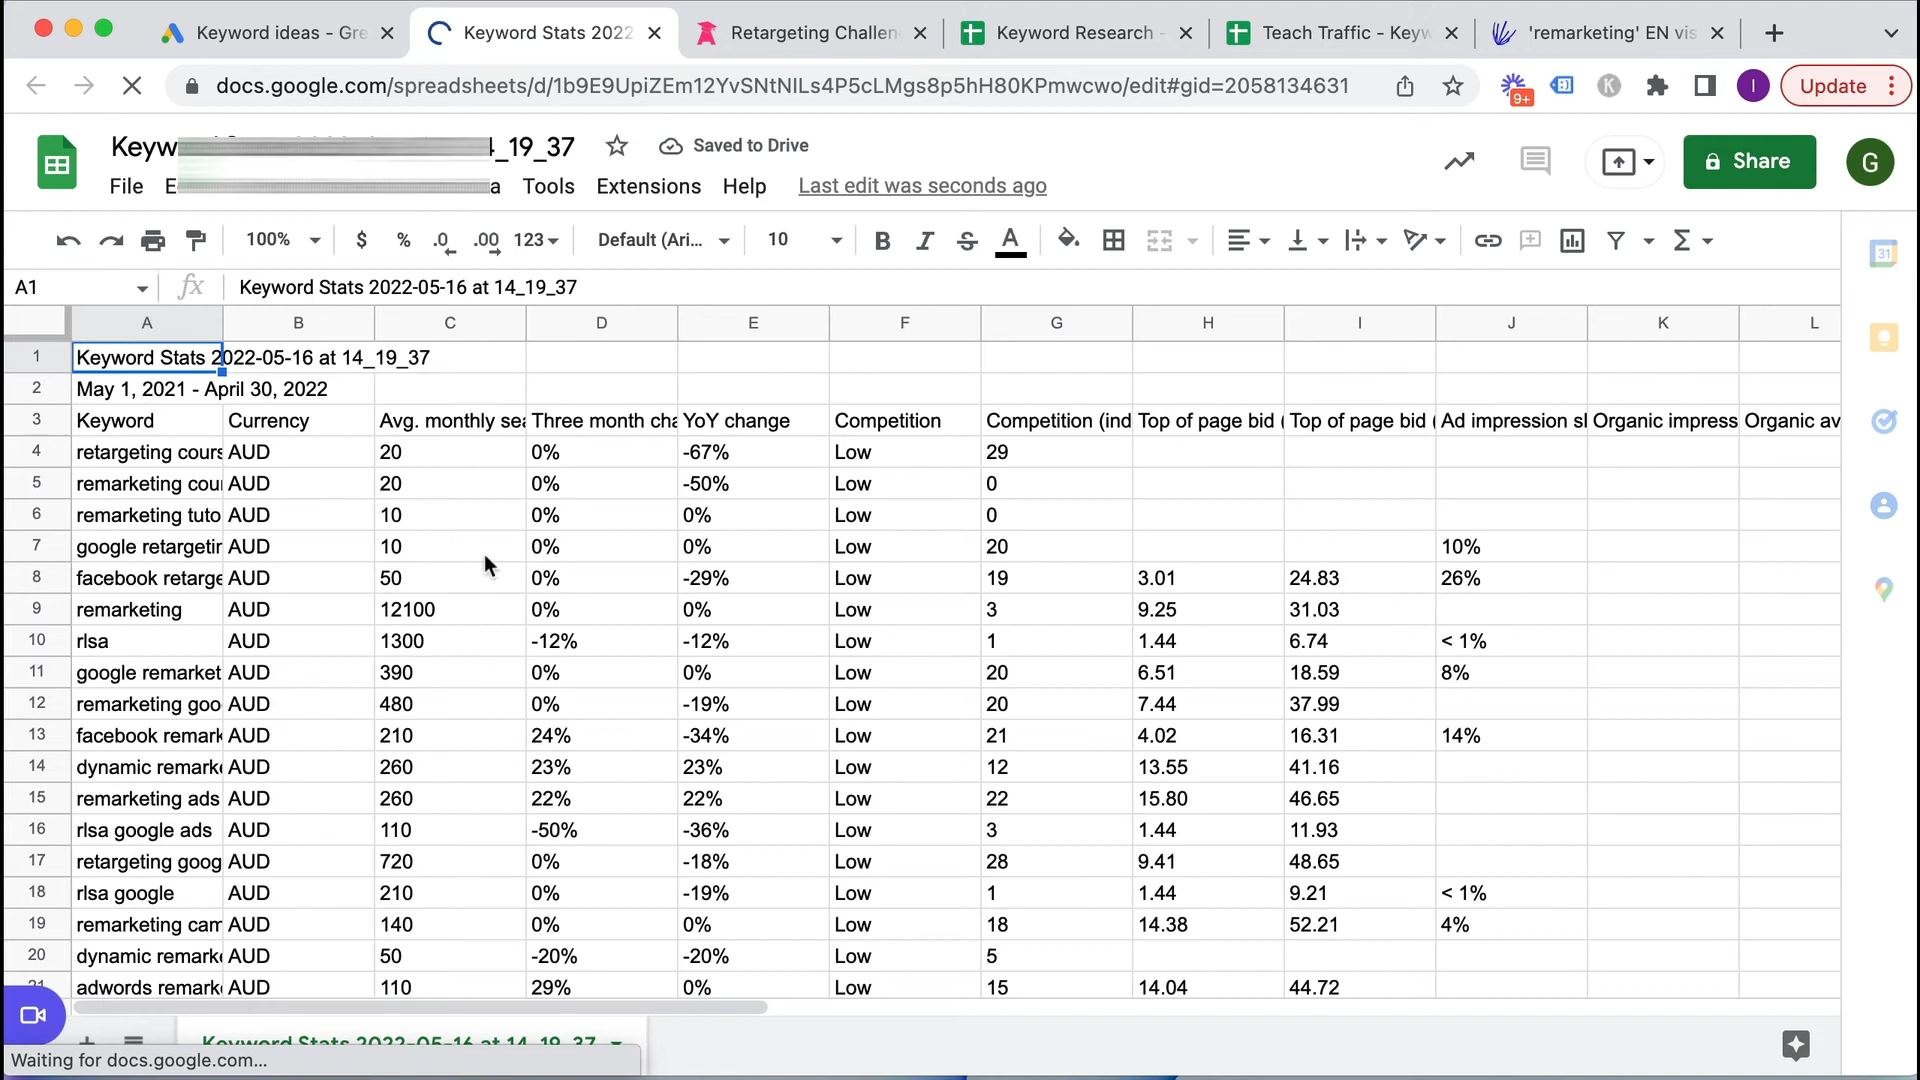 Keyword ideas - Gre
Keyword Stats 2022
Retargeting Challen
Keyword Research -
Teach Traffic - Keyw
'remarketing' EN vis
docs.google.com/spreadsheets/d/1b9E9UpiZEm12YvSNtNILs4P5cLMgs8p5hH80KPmwcwo/edit#gid=2058134631
9+
K
I
Update
Keyw _19_37
Saved to Drive
Share
G
File E a Tools Extensions Help Last edit was seconds ago
100% $ % .0 .00 123 Default (Ari... 10 B I S A
31
A1 fx Keyword Stats 2022-05-16 at 14_19_37
A B C D E F G H I J K L
1 Keyword Stats 2022-05-16 at 14_19_37
2 May 1, 2021 - April 30, 2022
3 Keyword Currency Avg. monthly sea Three month cha YoY change Competition Competition (ind Top of page bid ( Top of page bid ( Ad impression sh Organic impress Organic av
4 retargeting cours AUD 20 0% -67% Low 29
5 remarketing cour AUD 20 0% -50% Low 0
6 remarketing tuto AUD 10 0% 0% Low 0
7 google retargetin AUD 10 0% 0% Low 20 10%
8 facebook retarge AUD 50 0% -29% Low 19 3.01 24.83 26%
9 remarketing AUD 12100 0% 0% Low 3 9.25 31.03
10 rlsa AUD 1300 -12% -12% Low 1 1.44 6.74 < 1%
11 google remarket AUD 390 0% 0% Low 20 6.51 18.59 8%
12 remarketing goo AUD 480 0% -19% Low 20 7.44 37.99
13 facebook remark AUD 210 24% -34% Low 21 4.02 16.31 14%
14 dynamic remark AUD 260 23% 23% Low 12 13.55 41.16
15 remarketing ads AUD 260 22% 22% Low 22 15.80 46.65
16 rlsa google ads AUD 110 -50% -36% Low 3 1.44 11.93
17 retargeting goog AUD 720 0% -18% Low 28 9.41 48.65
18 rlsa google AUD 210 0% -19% Low 1 1.44 9.21 < 1%
19 remarketing cam AUD 140 0% 0% Low 18 14.38 52.21 4%
20 dynamic remark AUD 50 -20% -20% Low 5
21 adwords remark AUD 110 29% 0% Low 15 14.04 44.72
Keyword Stats 2022-05-16 at 14_19_37
Waiting for docs.google.com...